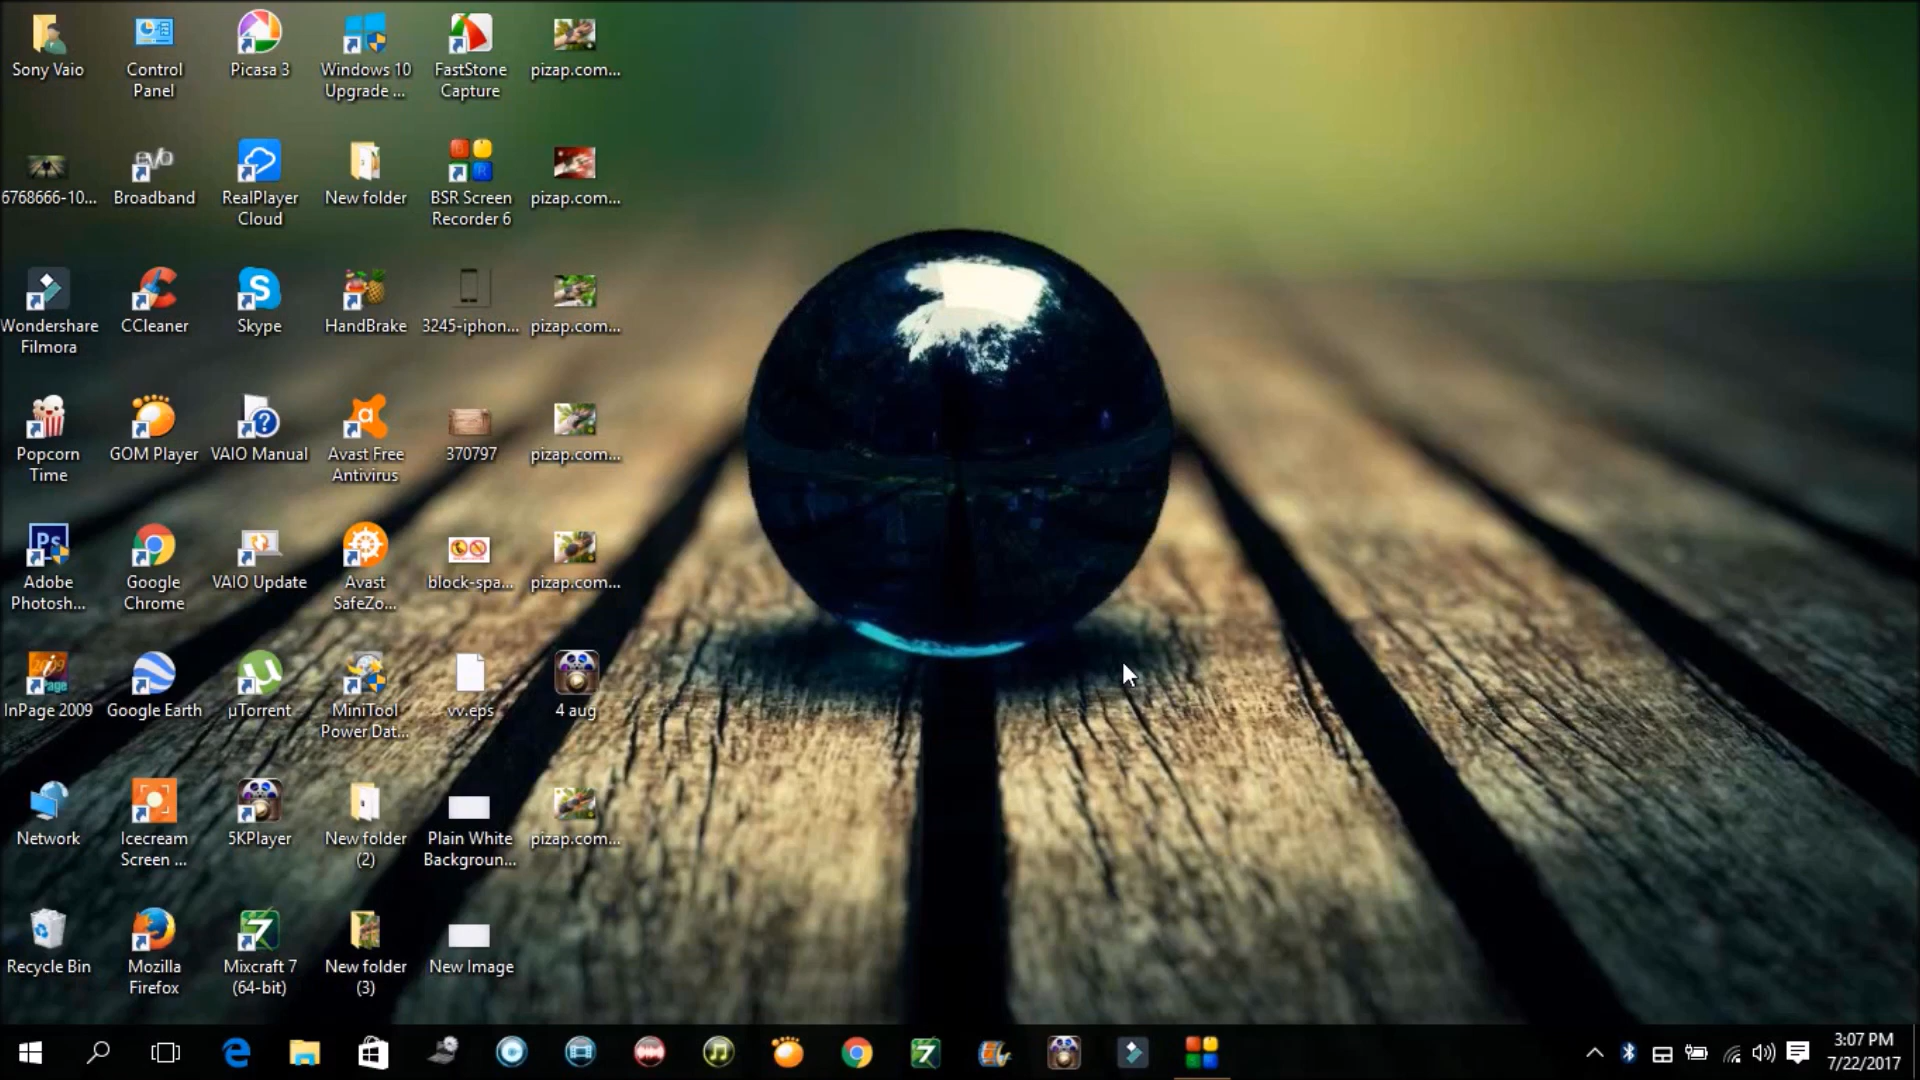 Sony Vaio
Control
Panel
Picasa 3
Windows 10
Upgrade ...
FastStone
Capture
pizap.com...
6768666-10...
Broadband
RealPlayer
Cloud
New folder
BSR Screen
Recorder 6
pizap.com...
Wondershare
Filmora
CCleaner
Skype
HandBrake
3245-iphon...
pizap.com...
Popcorn
Time
GOM Player
VAIO Manual
Avast Free
Antivirus
370797
pizap.com...
Adobe
Photosh...
Google
Chrome
VAIO Update
Avast
SafeZo...
block-spa...
pizap.com...
InPage 2009
Google Earth
µTorrent
MiniTool
Power Dat...
vv.eps
4 aug
Network
Icecream
Screen ...
5KPlayer
New folder
(2)
Plain White
Backgroun...
pizap.com...
Recycle Bin
Mozilla
Firefox
Mixcraft 7
(64-bit)
New folder
(3)
New Image
3:07 PM
7/22/2017